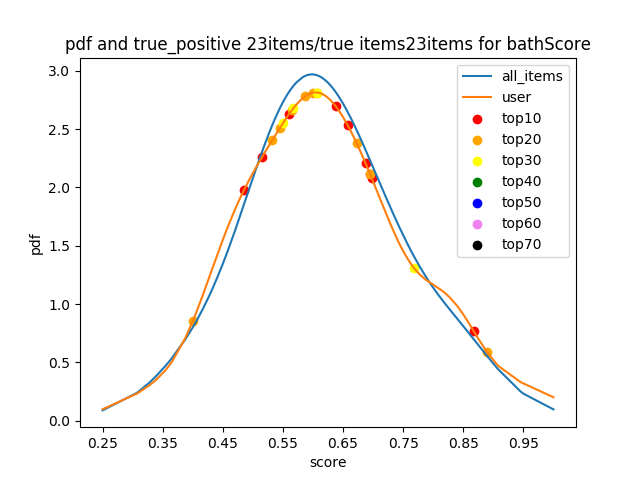 pdf and true_positive 23items/true items23items for bathScore
3.0
2.5
2.0
1.5
1.0
0.5
0.0
pdf
0.25 0.35 0.45 0.55 0.65 0.75 0.85 0.95
score
all_items
user
top10
top20
top30
top40
top50
top60
top70